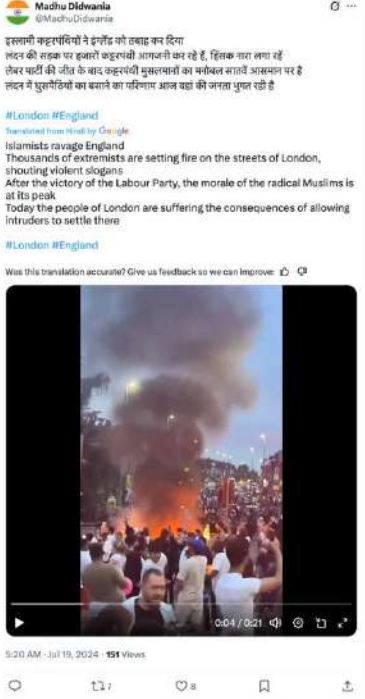 Madhu Didwania
@MadhuDidwania
इस्लामी कट्टरपंथियों ने इंग्लैंड को तबाह कर दिया
लंदन की सड़क पर हजारों कट्टरपंथी आगजनी कर रहे हैं, हिंसक नारा लगा रहें
लेबर पार्टी की जीत के बाद कट्टरपंथी मुसलमानों का मनोबल सातवें आसमान पर है
लंदन में घुसपैठियों का बसाने का परिणाम आज वहां की जनता भुगत रही है
#London #England
Translated from Hindi by Google
Islamists ravage England
Thousands of extremists are setting fire on the streets of London,
shouting violent slogans
After the victory of the Labour Party, the morale of the radical Muslims is
at its peak
Today the people of London are suffering the consequences of allowing
intruders to settle there
#London #England
Was this translation accurate? Give us feedback so we can improve:
0:04 / 0:21
5:20 AM · Jul 19, 2024 · 151 Views
7
8